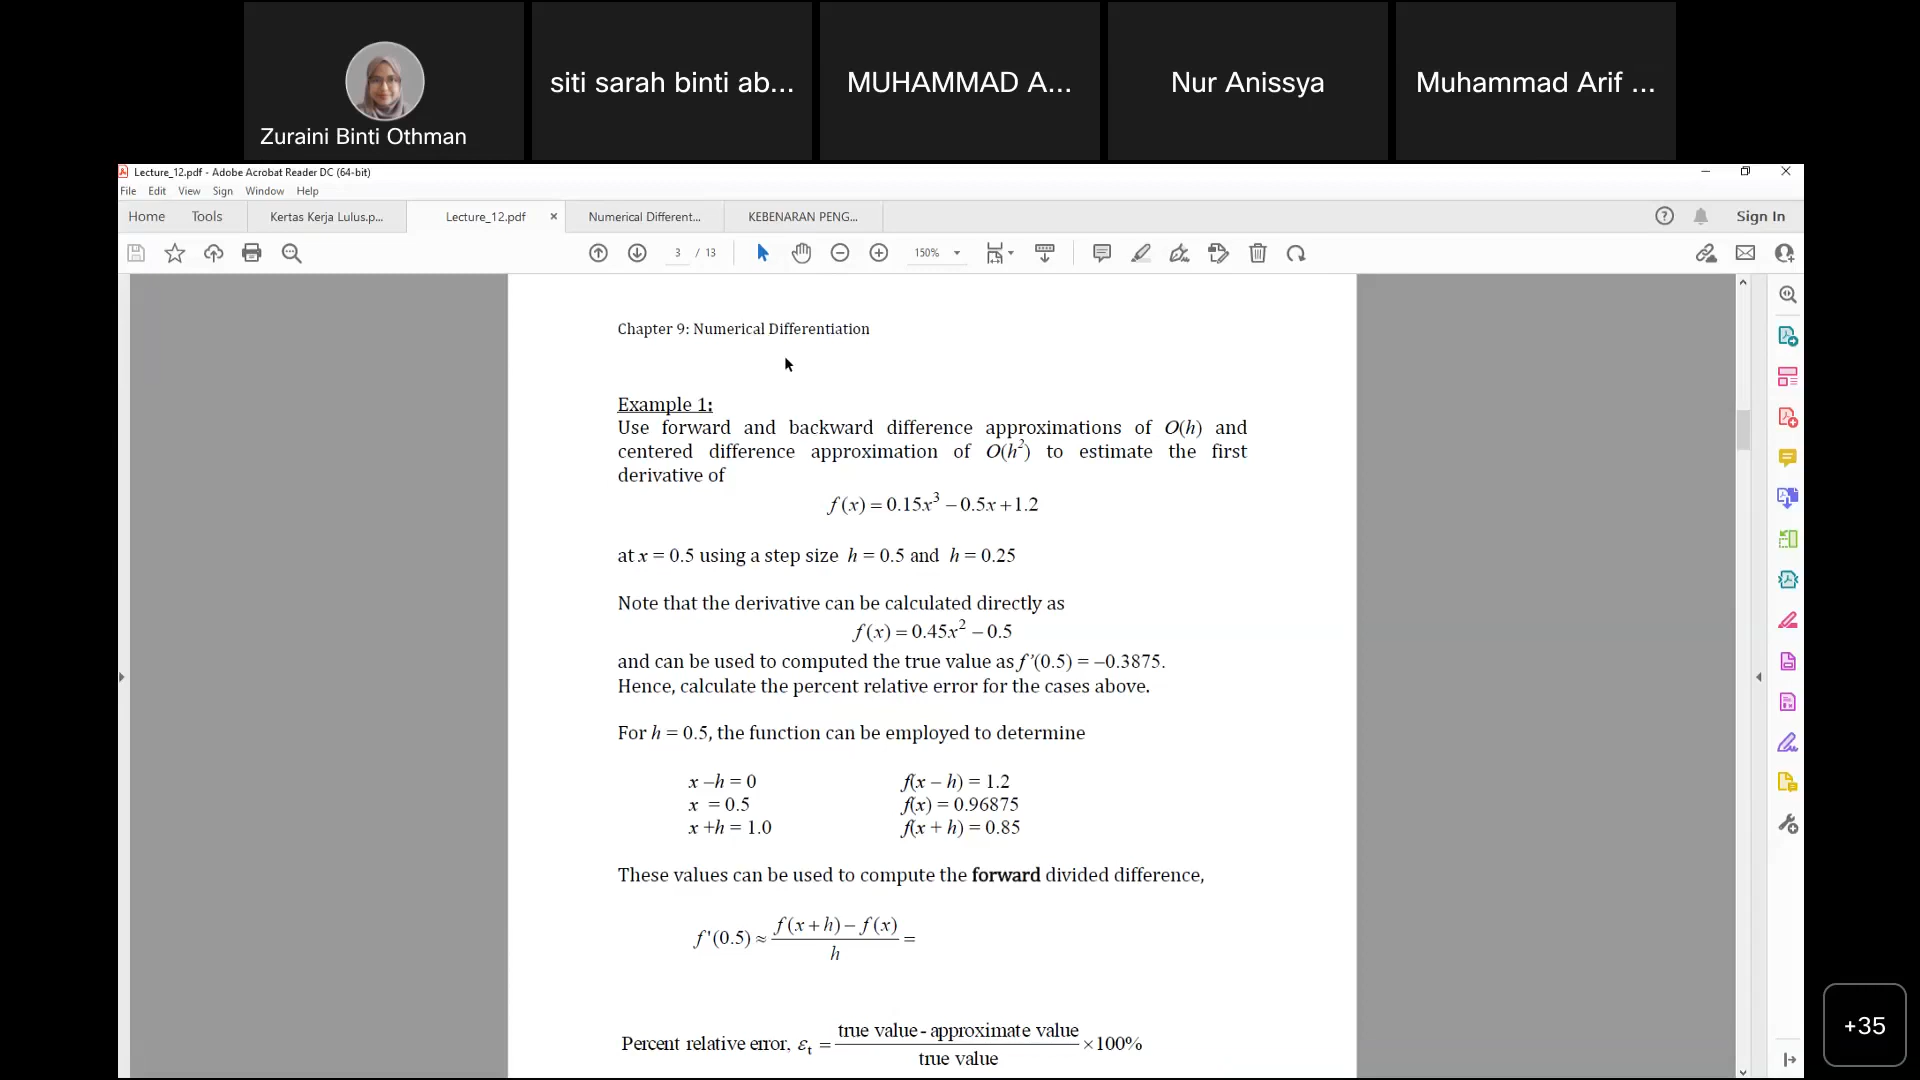 siti sarah binti ab...
MUHAMMAD A...
Nur Anissya
Muhammad Arif ...
Zuraini Binti Othman
Lecture_12.pdf - Adobe Acrobat Reader DC (64-bit)
File Edit View Sign Window Help
Home Tools Kertas Kerja Lulus.p... Lecture_12.pdf × Numerical Different... KEBENARAN PENG... Sign In
3 / 13 150%
Chapter 9: Numerical Differentiation
Example 1:
Use forward and backward difference approximations of O(h) and
centered difference approximation of O(h²) to estimate the first
derivative of
f(x) = 0.15x³ − 0.5x + 1.2
at x = 0.5 using a step size h = 0.5 and h = 0.25
Note that the derivative can be calculated directly as
f(x) = 0.45x² − 0.5
and can be used to computed the true value as f’(0.5) = −0.3875.
Hence, calculate the percent relative error for the cases above.
For h = 0.5, the function can be employed to determine
x −h = 0 f(x − h) = 1.2
x = 0.5 f(x) = 0.96875
x +h = 1.0 f(x + h) = 0.85
These values can be used to compute the forward divided difference,
f'(0.5) ≈ f(x + h) − f(x) / h =
Percent relative error, εt = true value - approximate value / true value × 100%
+35